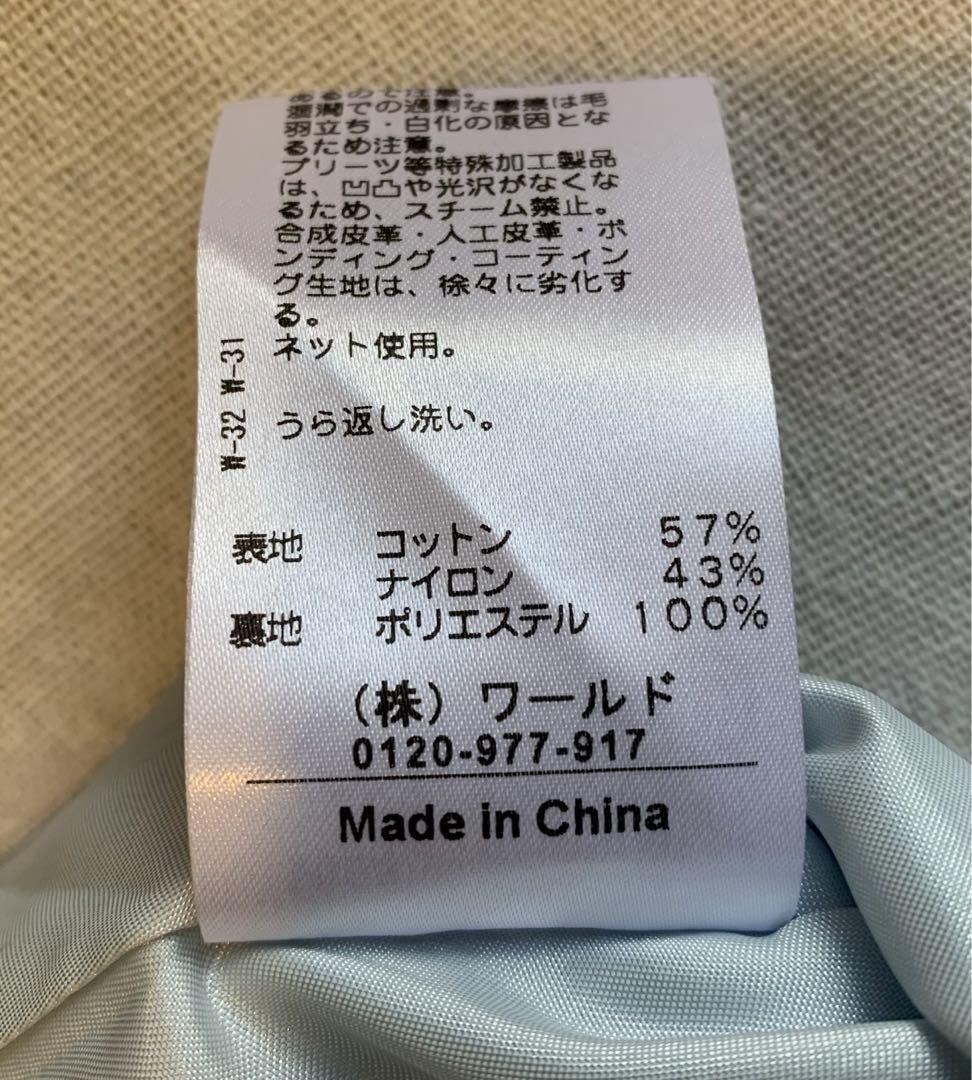 あるので注意。
湿潤での過剰な摩擦は毛
羽立ち・白化の原因とな
るため注意。
プリーツ等特殊加工製品
は、凹凸や光沢がなくな
るため、スチーム禁止。
合成皮革・人工皮革・ボ
ンディング・コーティン
グ生地は、徐々に劣化す
る。
ネット使用。
うら返し洗い。
W-32 W-31
表地 コットン 57%
ナイロン 43%
裏地 ポリエステル 100%
(株) ワールド
0120-977-917
Made in China